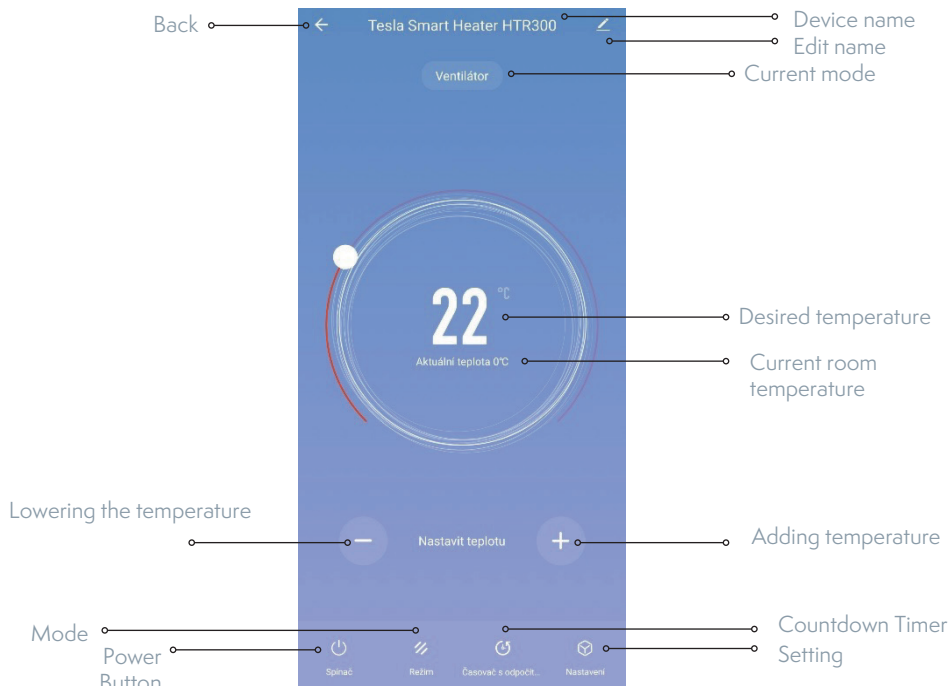 Back
Tesla Smart Heater HTR300
Device name
Edit name
Ventilátor
Current mode
22 °C
Desired temperature
Aktuální teplota 0°C
Current room
temperature
Lowering the temperature
Nastavit teplotu
Adding temperature
Mode
Countdown Timer
Power
Button
Setting
Spínač
Režim
Časovač s odpočít...
Nastavení